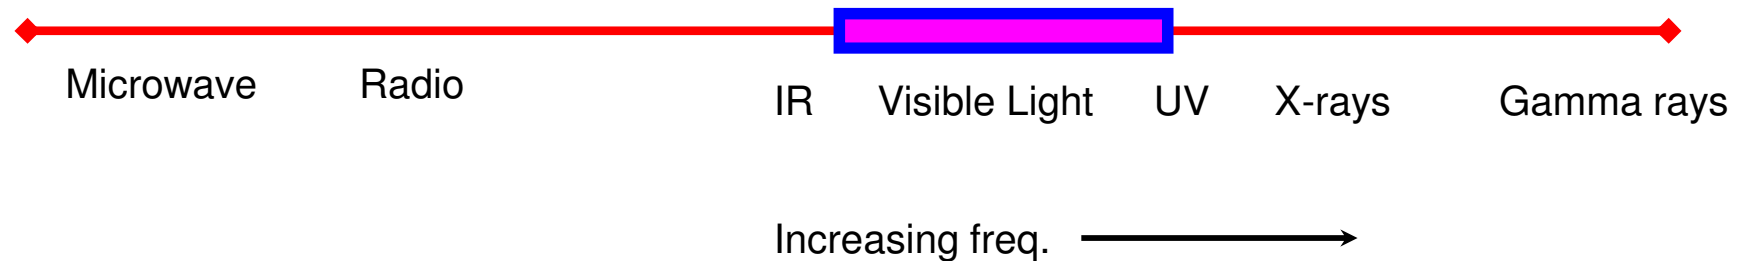 Microwave Radio IR Visible Light UV X-rays Gamma rays
Increasing freq.